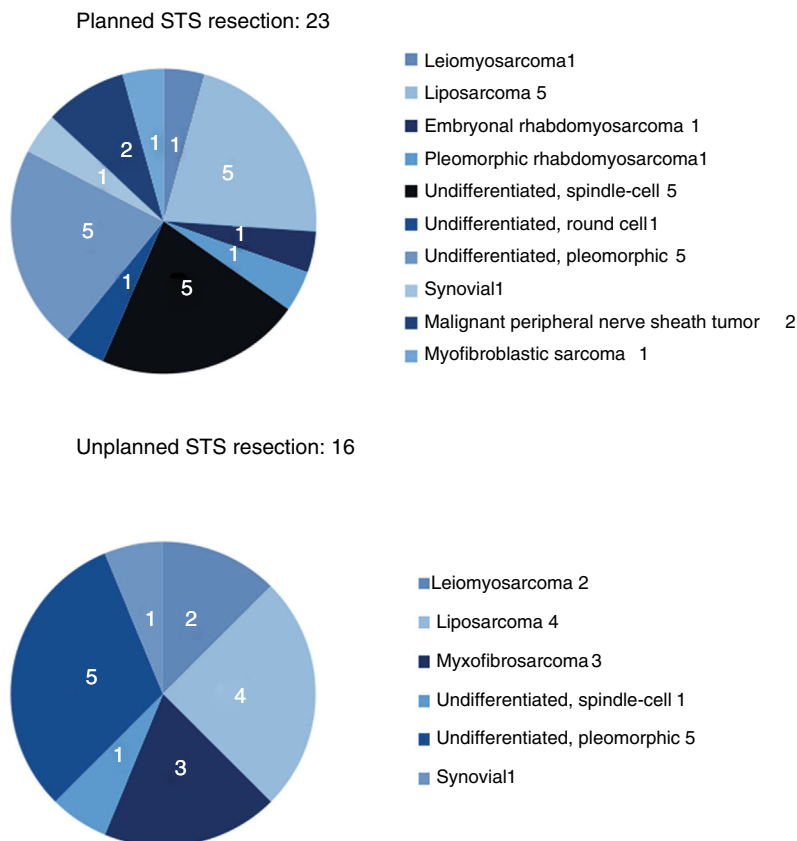 Planned STS resection: 23
1
1
5
1
1
5
1
5
1
2
Leiomyosarcoma1
Liposarcoma 5
Embryonal rhabdomyosarcoma 1
Pleomorphic rhabdomyosarcoma1
Undifferentiated, spindle-cell 5
Undifferentiated, round cell1
Undifferentiated, pleomorphic 5
Synovial1
Malignant peripheral nerve sheath tumor 2
Myofibroblastic sarcoma 1
Unplanned STS resection: 16
1
2
4
3
1
5
Leiomyosarcoma 2
Liposarcoma 4
Myxofibrosarcoma 3
Undifferentiated, spindle-cell 1
Undifferentiated, pleomorphic 5
Synovial1